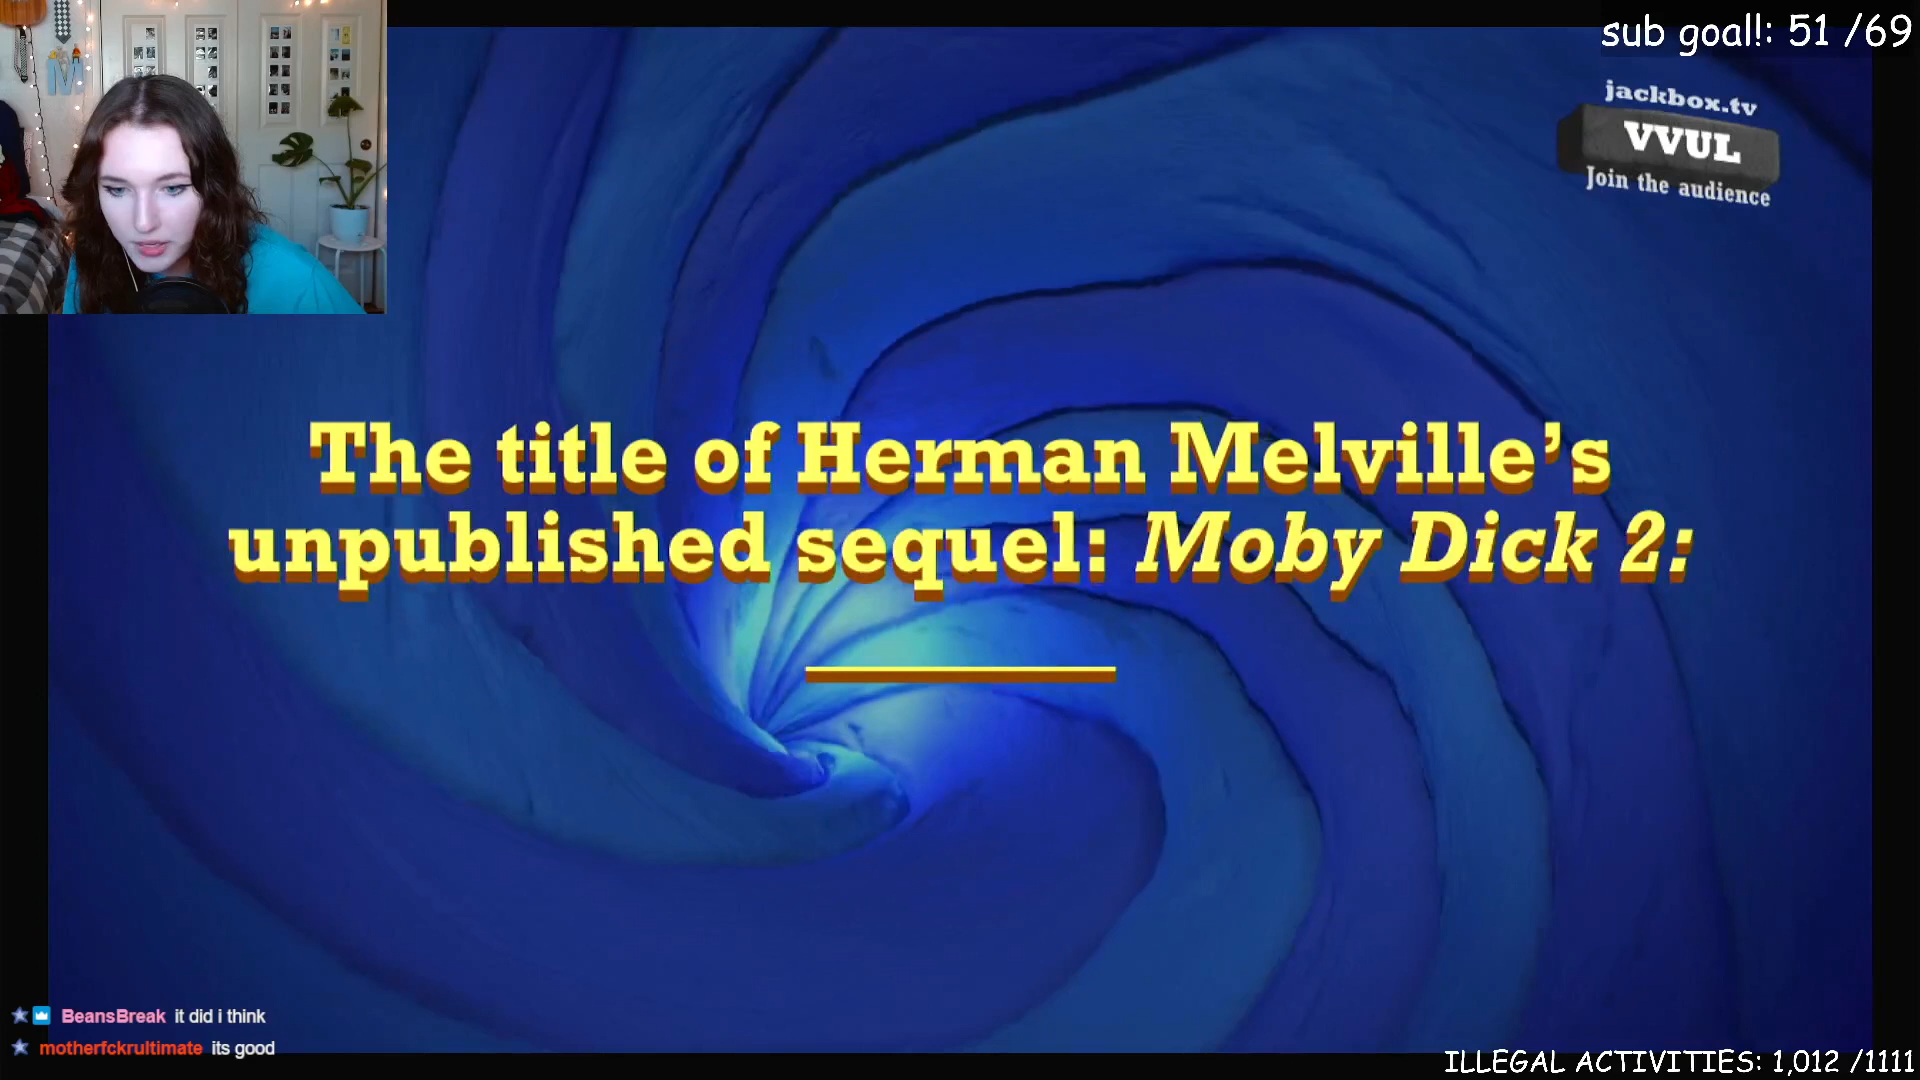 sub goal!: 51 /69
jackbox.tv
VVUL
Join the audience
The title of Herman Melville’s
unpublished sequel: Moby Dick 2:
BeansBreak it did i think
motherfckrultimate its good
ILLEGAL ACTIVITIES: 1,012 /1111